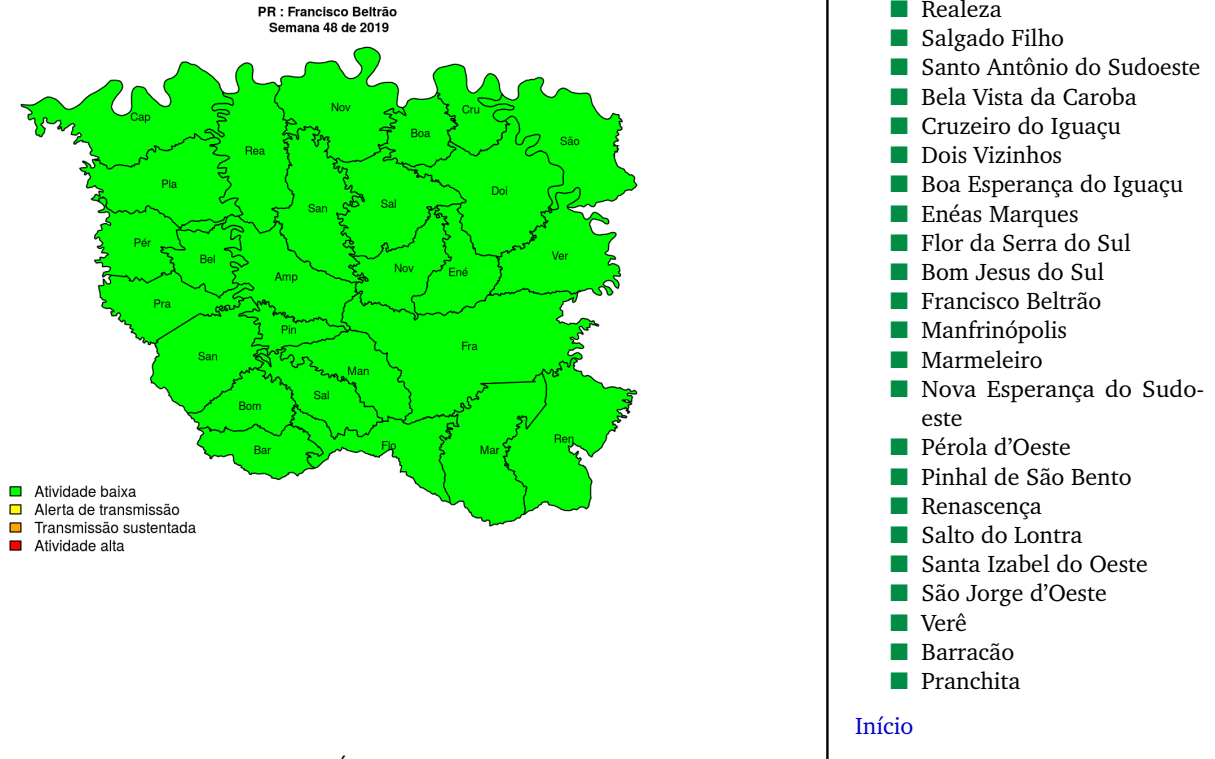 PR : Francisco Beltrão
Semana 48 de 2019
Cap
Nov
Boa
Cru
São
Rea
Pla
San
Sal
Doi
Pér
Bel
Amp
Nov
Ené
Ver
Pra
Pin
Fra
San
Man
Sal
Bom
Bar
Flo
Mar
Ren
Atividade baixa
Alerta de transmissão
Transmissão sustentada
Atividade alta
Realeza
Salgado Filho
Santo Antônio do Sudoeste
Bela Vista da Caroba
Cruzeiro do Iguaçu
Dois Vizinhos
Boa Esperança do Iguaçu
Enéas Marques
Flor da Serra do Sul
Bom Jesus do Sul
Francisco Beltrão
Manfrinópolis
Marmeleiro
Nova Esperança do Sudo-
este
Pérola d'Oeste
Pinhal de São Bento
Renascença
Salto do Lontra
Santa Izabel do Oeste
São Jorge d'Oeste
Verê
Barracão
Pranchita
Início